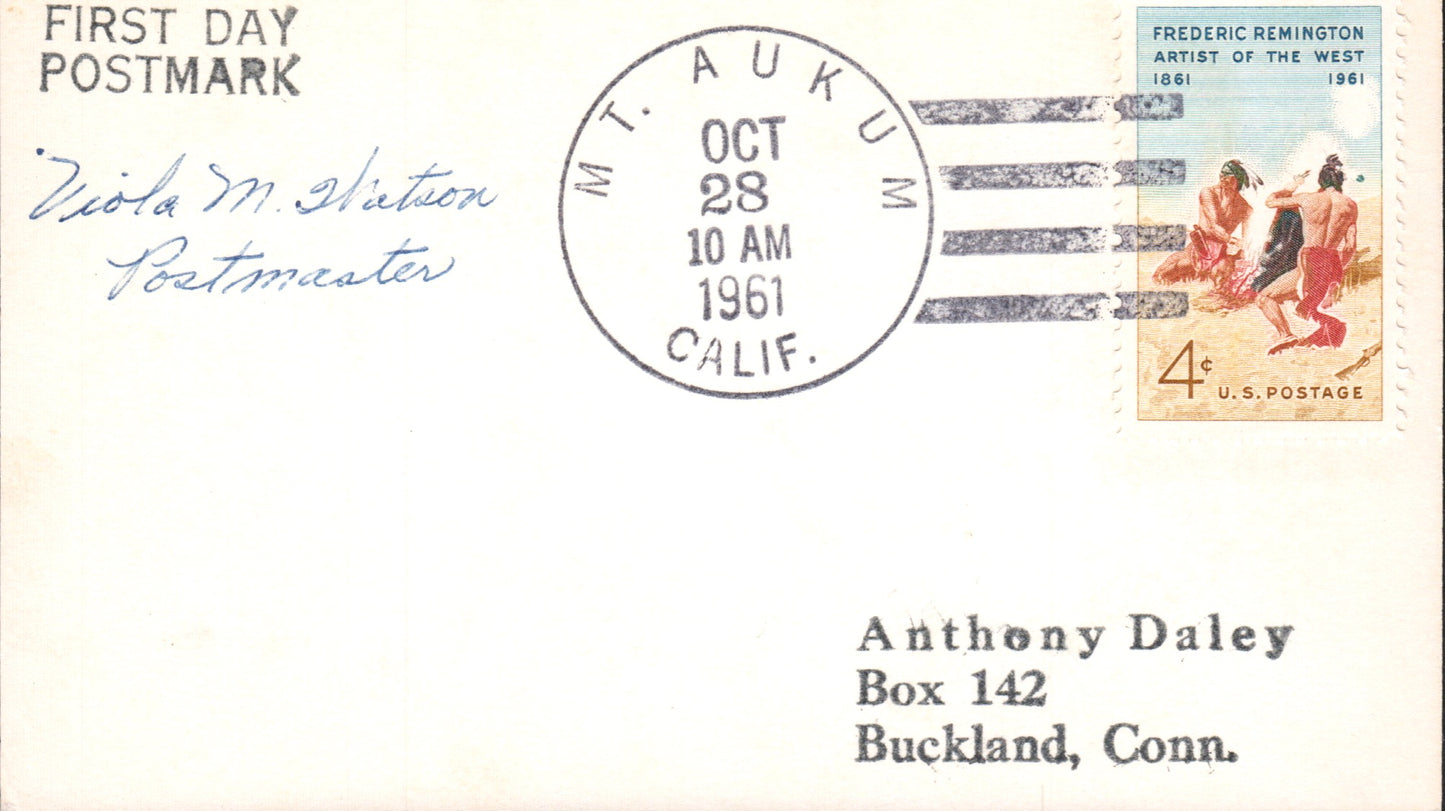 FIRST DAY
POSTMARK
Viola M. Watson
Postmaster
MT. AUKUM
OCT
28
10 AM
1961
CALIF.
FREDERIC REMINGTON
ARTIST OF THE WEST
1861 1961
4¢
U.S. POSTAGE
Anthony Daley
Box 142
Buckland, Conn.